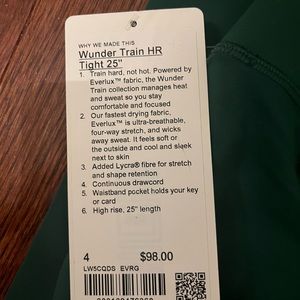 WHY WE MADE THIS
Wunder Train HR
Tight 25"
1. Train hard, not hot. Powered by
Everlux™ fabric, the Wunder
Train collection manages heat
and sweat so you stay
comfortable and focused
2. Our fastest drying fabric,
Everlux™ is ultra-breathable,
four-way stretch, and wicks
away sweat. It feels soft on
the outside and cool and sleek
next to skin
3. Added Lycra® fibre for stretch
and shape retention
4. Continuous drawcord
5. Waistband pocket holds your key
or card
6. High rise, 25" length
4 $98.00
LW5CQDS EVRG